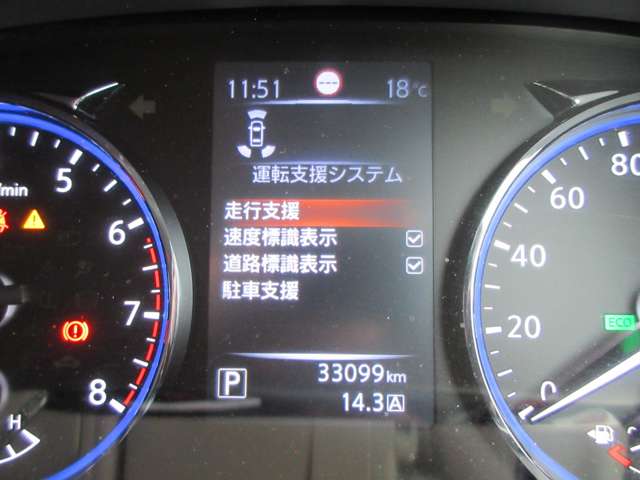 11:51 18℃
運転支援システム
走行支援
速度標識表示
道路標識表示
駐車支援
P 33099km
14.3 A
/min
5
6
7
8
H
80
60
40
20
0
ECO